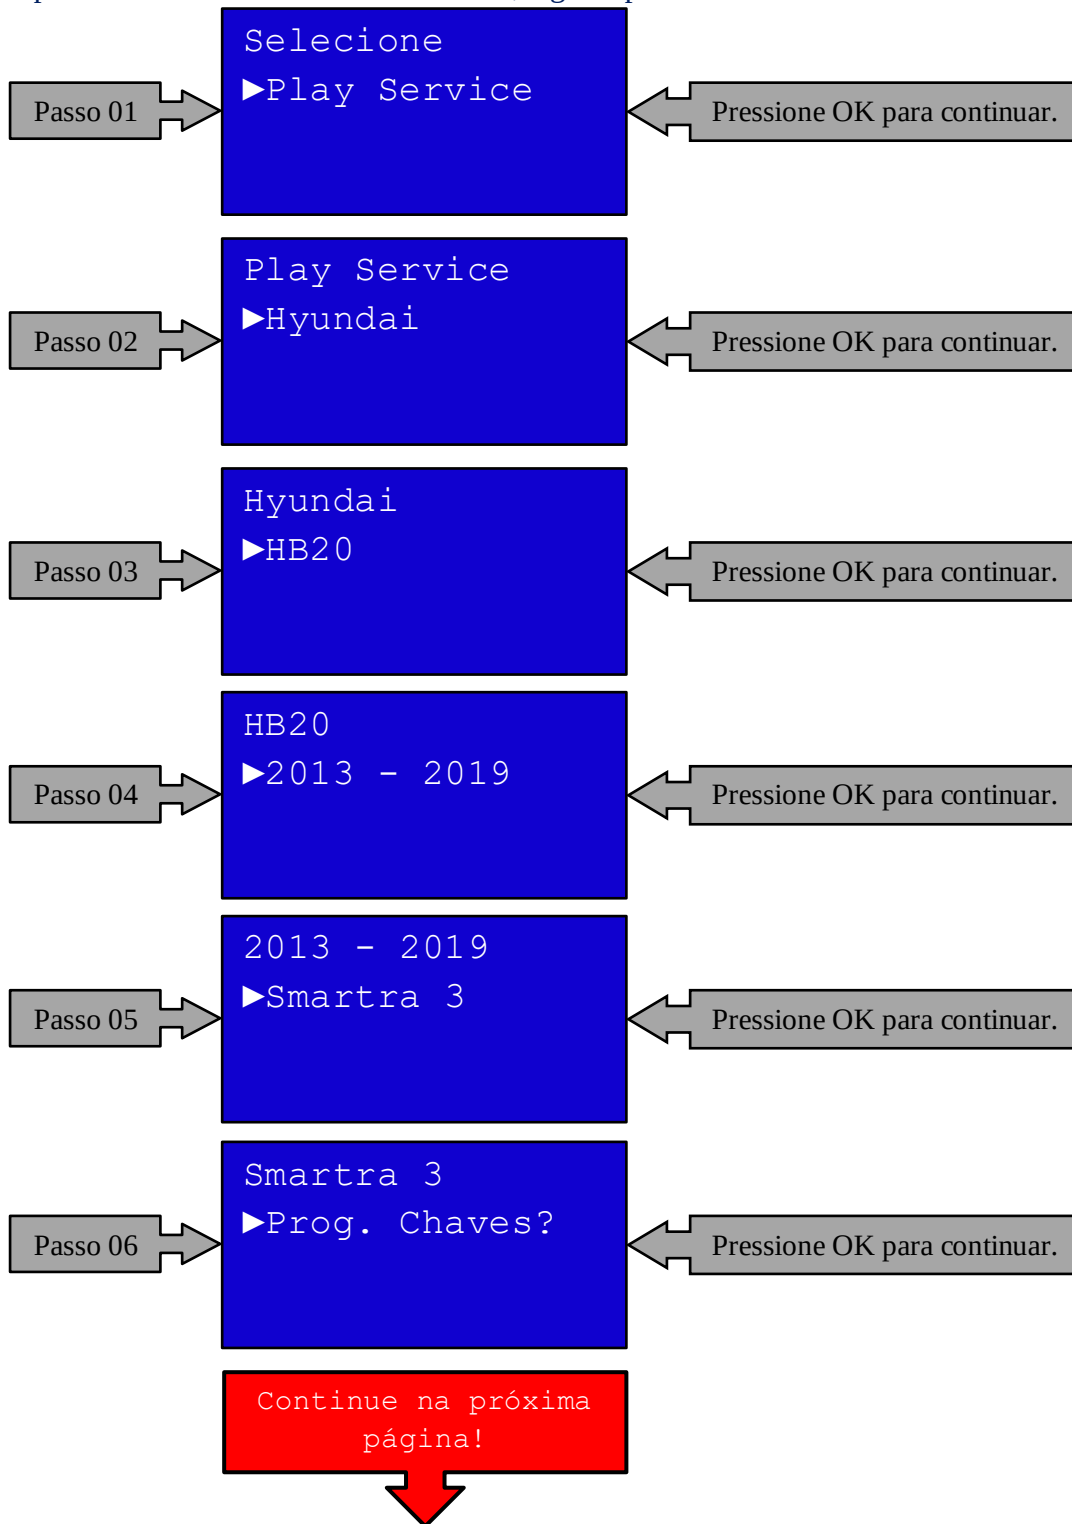 Selecione
►Play Service
Passo 01
Pressione OK para continuar.
Play Service
►Hyundai
Passo 02
Pressione OK para continuar.
Hyundai
►HB20
Passo 03
Pressione OK para continuar.
HB20
►2013 - 2019
Passo 04
Pressione OK para continuar.
2013 - 2019
►Smartra 3
Passo 05
Pressione OK para continuar.
Smartra 3
►Prog. Chaves?
Passo 06
Pressione OK para continuar.
Continue na próxima
página!